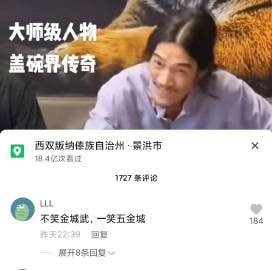 大师级人物
盖碗界传奇
西双版纳傣族自治州 · 景洪市
18.4亿次看过
1727 条评论
LLL
不笑金城武，一笑五金城
184
昨天22:39 回复
展开8条回复